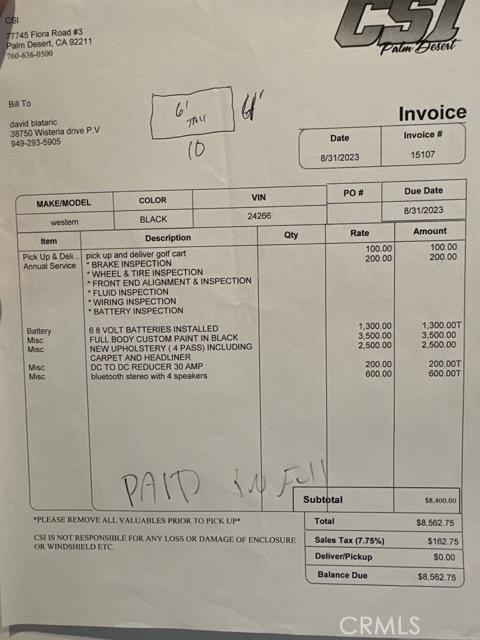 CSI
77745 Flora Road #3
Palm Desert, CA 92211
760-636-0500
CSI
Palm Desert
Bill To
david blataric
38750 Wisteria drive P.V
949-293-5905
6'
TALL
4'
10
Invoice
Date
Invoice #
8/31/2023
15107
MAKE/MODEL
COLOR
VIN
PO #
Due Date
western
BLACK
24266
8/31/2023
Item
Description
Qty
Rate
Amount
Pick Up & Deli... pick up and deliver golf cart 100.00 100.00
Annual Service * BRAKE INSPECTION 200.00 200.00
* WHEEL & TIRE INSPECTION
* FRONT END ALIGNMENT & INSPECTION
* FLUID INSPECTION
* WIRING INSPECTION
* BATTERY INSPECTION
Battery 6 8 VOLT BATTERIES INSTALLED 1,300.00 1,300.00T
Misc FULL BODY CUSTOM PAINT IN BLACK 3,500.00 3,500.00
Misc NEW UPHOLSTERY ( 4 PASS) INCLUDING 2,500.00 2,500.00
CARPET AND HEADLINER
Misc DC TO DC REDUCER 30 AMP 200.00 200.00T
Misc bluetooth stereo with 4 speakers 600.00 600.00T
PAID IN Full
Subtotal $8,400.00
*PLEASE REMOVE ALL VALUABLES PRIOR TO PICK UP*
Total $8,562.75
CSI IS NOT RESPONSIBLE FOR ANY LOSS OR DAMAGE OF ENCLOSURE
OR WINDSHIELD ETC.
Sales Tax (7.75%) $162.75
Deliver/Pickup $0.00
Balance Due $8,562.75
CRMLS